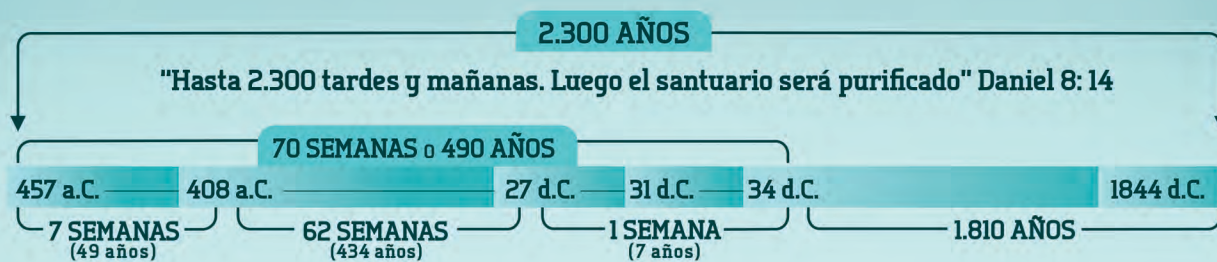 2.300 AÑOS
"Hasta 2.300 tardes y mañanas. Luego el santuario será purificado" Daniel 8: 14
70 SEMANAS o 490 AÑOS
457 a.C. 408 a.C. 27 d.C. 31 d.C. 34 d.C. 1844 d.C.
7 SEMANAS 62 SEMANAS 1 SEMANA 1.810 AÑOS
(49 años) (434 años) (7 años)